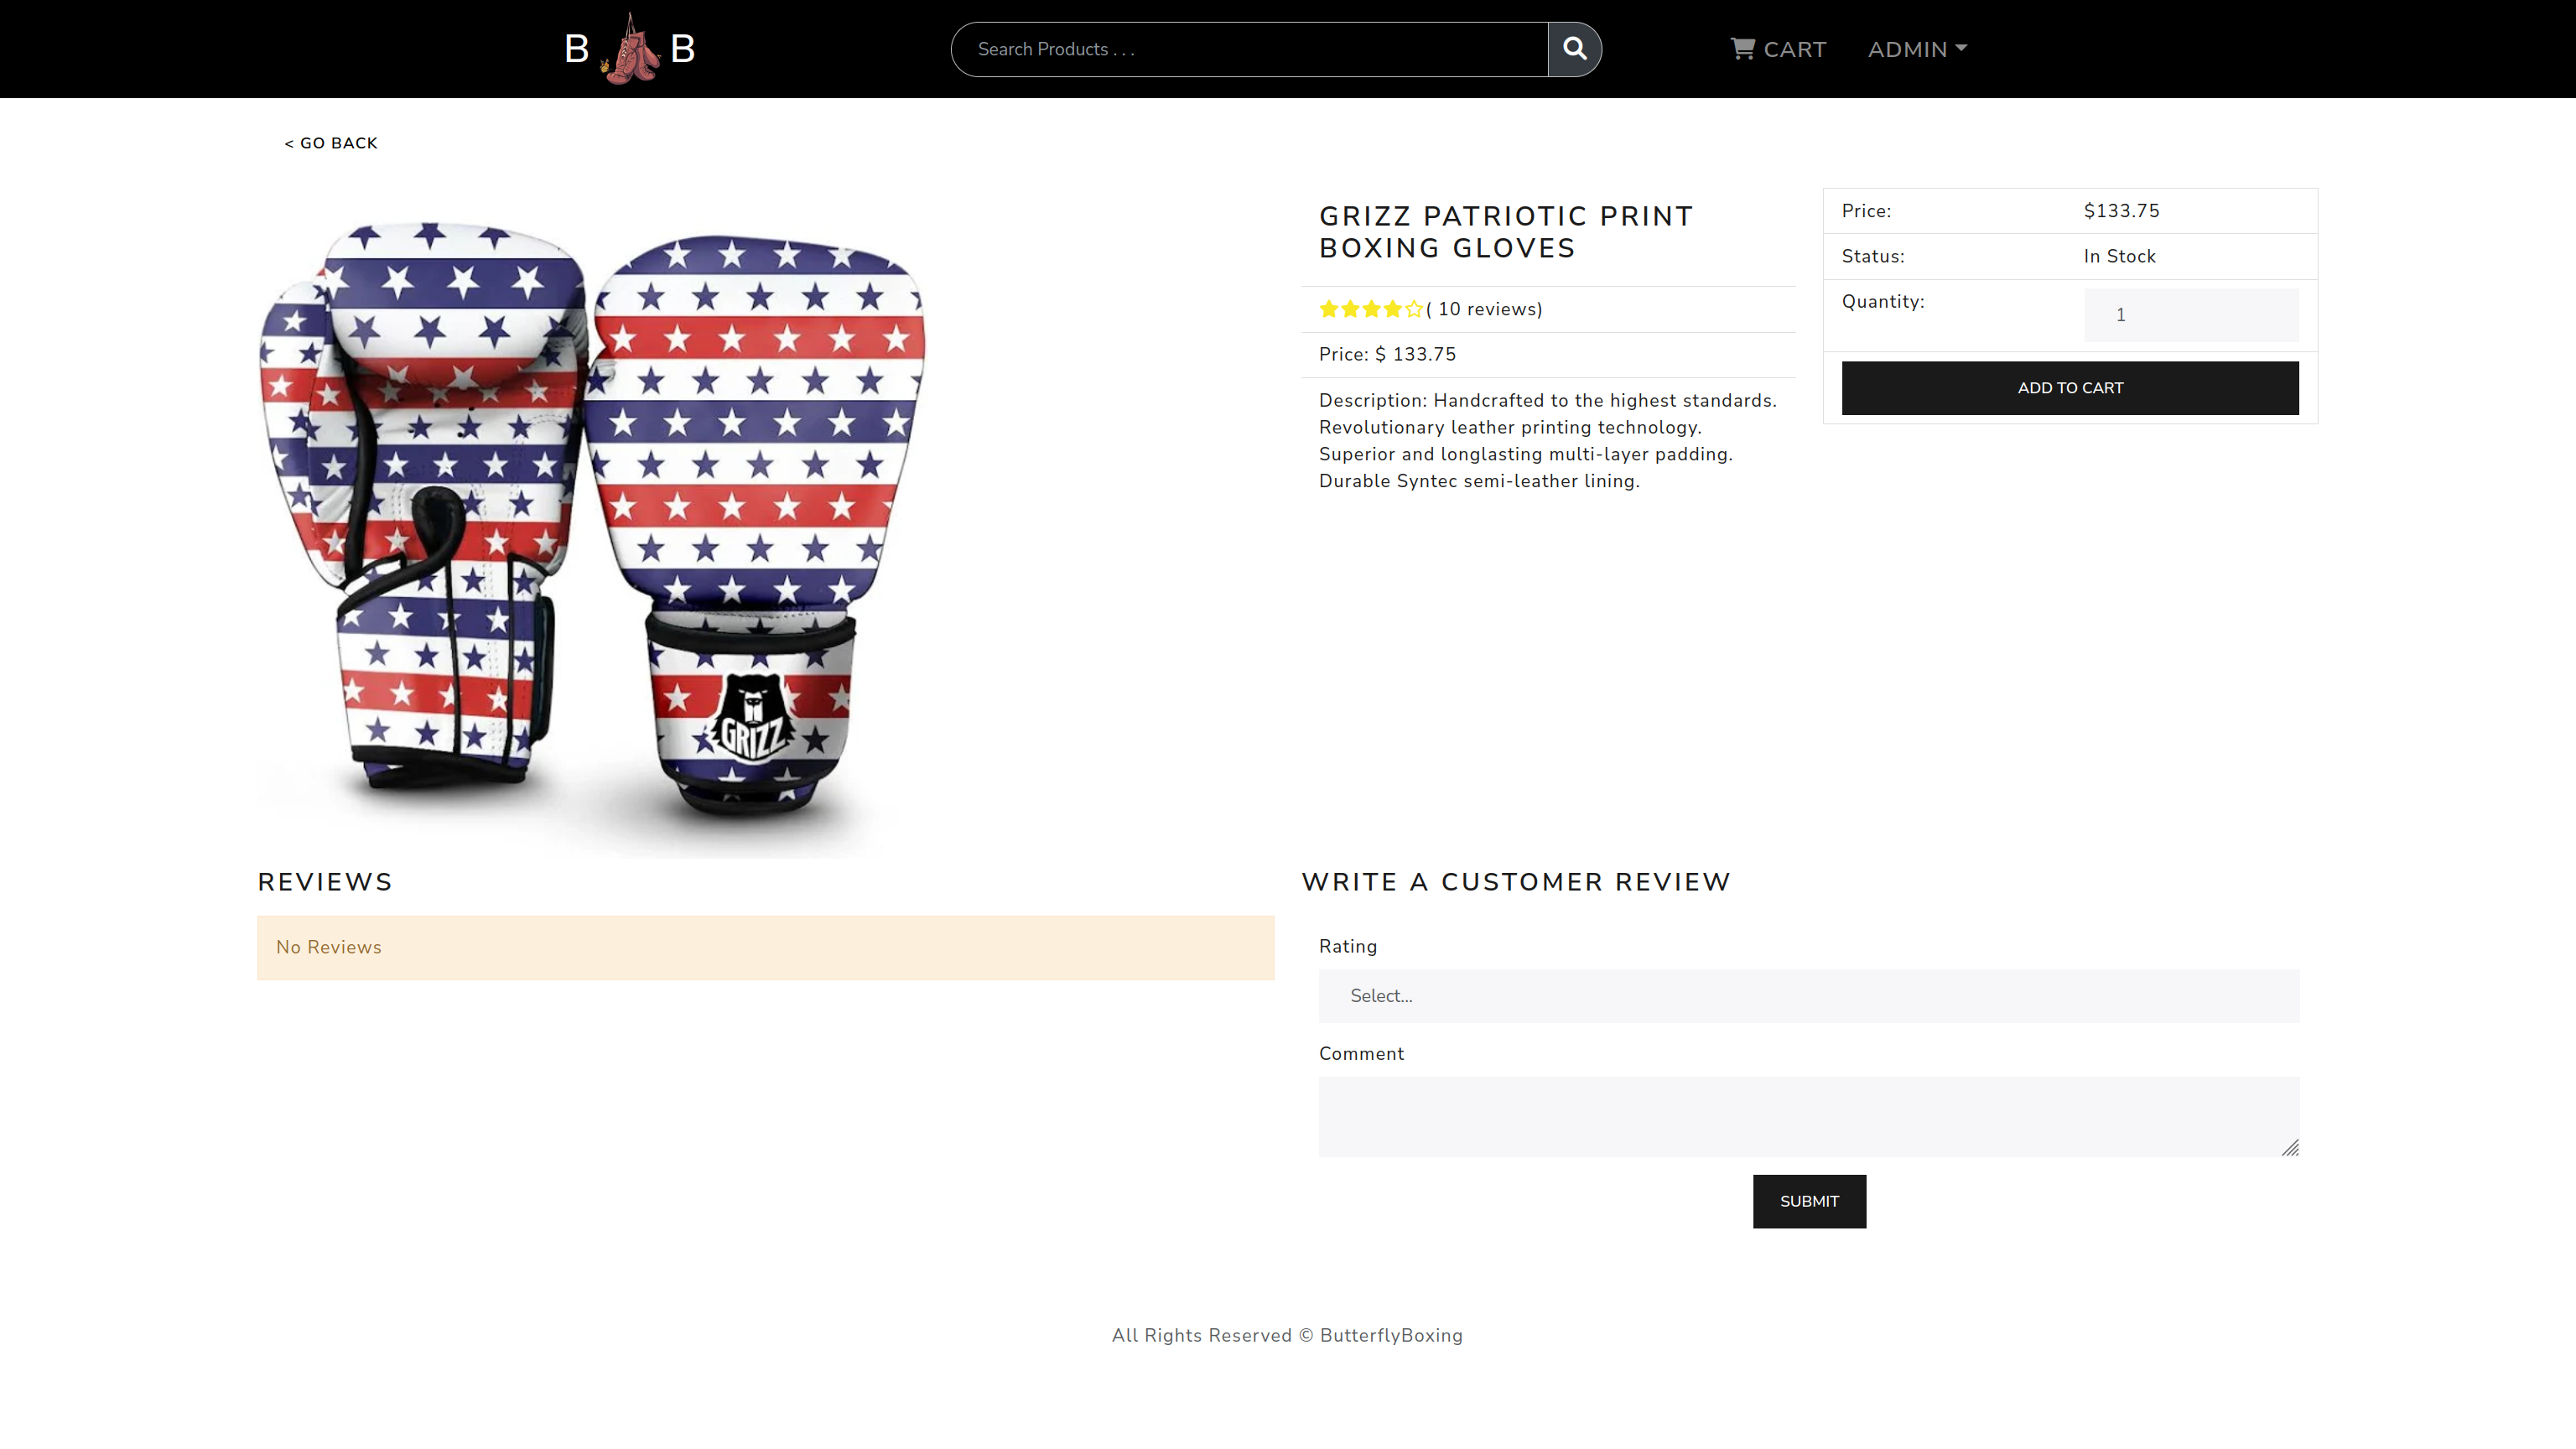 B B
Search Products . . .
CART
ADMIN
< GO BACK
GRIZZ PATRIOTIC PRINT
BOXING GLOVES
( 10 reviews)
Price: $ 133.75
Description: Handcrafted to the highest standards.
Revolutionary leather printing technology.
Superior and longlasting multi-layer padding.
Durable Syntec semi-leather lining.
Price: $133.75
Status: In Stock
Quantity: 1
ADD TO CART
GRIZZ
REVIEWS
No Reviews
WRITE A CUSTOMER REVIEW
Rating
Select...
Comment
SUBMIT
All Rights Reserved © ButterflyBoxing